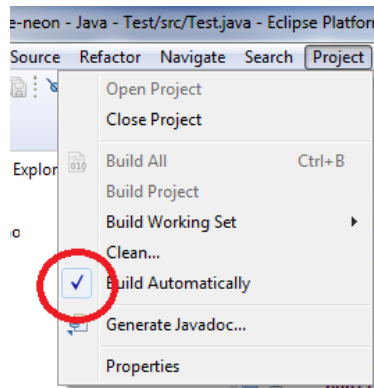 e-neon - Java - Test/src/Test.java - Eclipse Platfor
Source Refactor Navigate Search Project
Open Project
Close Project
Explor
Build All Ctrl+B
Build Project
Build Working Set
Clean...
Build Automatically
Generate Javadoc...
Properties